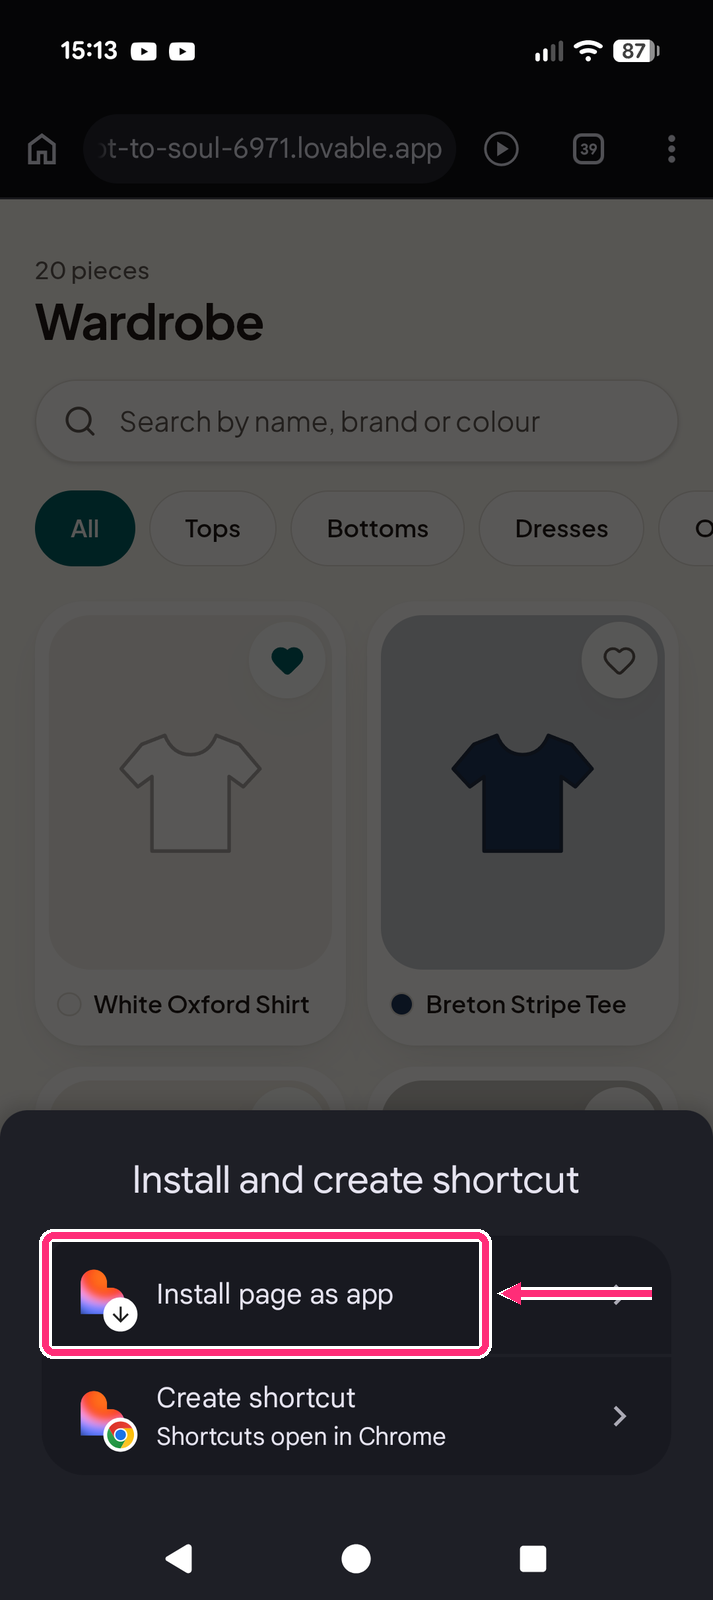 15:13
87
ot-to-soul-6971.lovable.app
39
20 pieces
Wardrobe
Search by name, brand or colour
All
Tops
Bottoms
Dresses
O
White Oxford Shirt
Breton Stripe Tee
Install and create shortcut
Install page as app
Create shortcut
Shortcuts open in Chrome